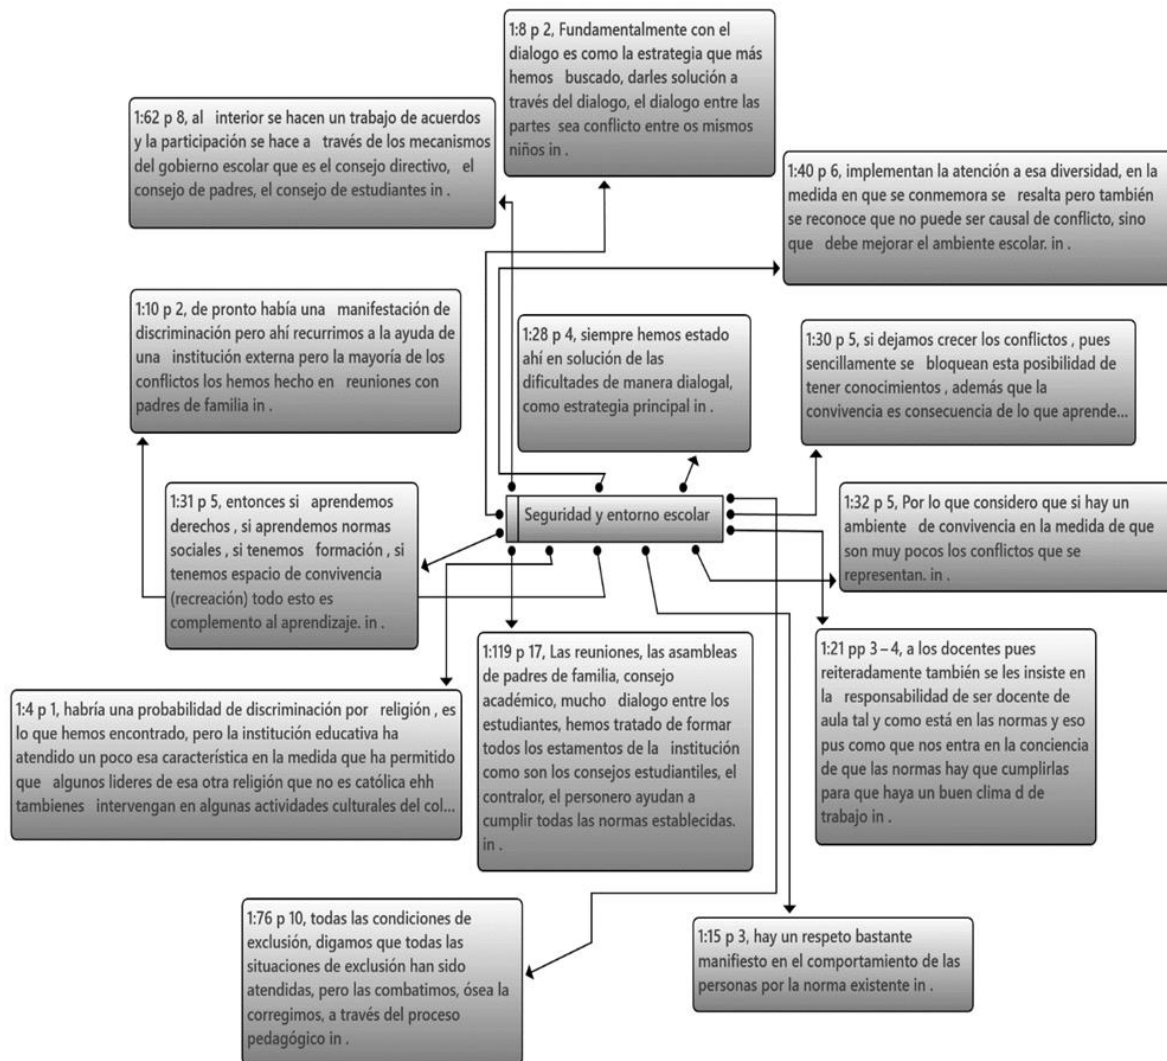 1:8 p 2, Fundamentalmente con el
dialogo es como la estrategia que más
hemos buscado, darles solución a
través del dialogo, el dialogo entre las
partes sea conflicto entre os mismos
niños in .
1:62 p 8, al interior se hacen un trabajo de acuerdos
y la participación se hace a través de los mecanismos
del gobierno escolar que es el consejo directivo, el
consejo de padres, el consejo de estudiantes in .
1:40 p 6, implementan la atención a esa diversidad, en la
medida en que se conmemora se resalta pero también
se reconoce que no puede ser causal de conflicto, sino
que debe mejorar el ambiente escolar. in .
1:10 p 2, de pronto había una manifestación de
discriminación pero ahí recurrimos a la ayuda de
una institución externa pero la mayoría de los
conflictos los hemos hecho en reuniones con
padres de familia in .
1:28 p 4, siempre hemos estado
ahí en solución de las
dificultades de manera dialogal,
como estrategia principal in .
1:30 p 5, si dejamos crecer los conflictos , pues
sencillamente se bloquean esta posibilidad de
tener conocimientos , además que la
convivencia es consecuencia de lo que aprende...
1:31 p 5, entonces si aprendemos
derechos , si aprendemos normas
sociales , si tenemos formación , si
tenemos espacio de convivencia
(recreación) todo esto es
complemento al aprendizaje. in .
Seguridad y entorno escolar
1:32 p 5, Por lo que considero que si hay un
ambiente de convivencia en la medida de que
son muy pocos los conflictos que se
representan. in .
1:4 p 1, habría una probabilidad de discriminación por religión , es
lo que hemos encontrado, pero la institución educativa ha
atendido un poco esa característica en la medida que ha permitido
que algunos lideres de esa otra religión que no es católica ehh
tambienes intervengan en algunas actividades culturales del col...
1:119 p 17, Las reuniones, las asambleas
de padres de familia, consejo
académico, mucho dialogo entre los
estudiantes, hemos tratado de formar
todos los estamentos de la institución
como son los consejos estudiantiles, el
contralor, el personero ayudan a
cumplir todas las normas establecidas.
in .
1:21 pp 3 – 4, a los docentes pues
reiteradamente también se les insiste en
la responsabilidad de ser docente de
aula tal y como está en las normas y eso
pus como que nos entra en la conciencia
de que las normas hay que cumplirlas
para que haya un buen clima d de
trabajo in .
1:76 p 10, todas las condiciones de
exclusión, digamos que todas las
situaciones de exclusión han sido
atendidas, pero las combatimos, ósea la
corregimos, a través del proceso
pedagógico in .
1:15 p 3, hay un respeto bastante
manifiesto en el comportamiento de las
personas por la norma existente in .